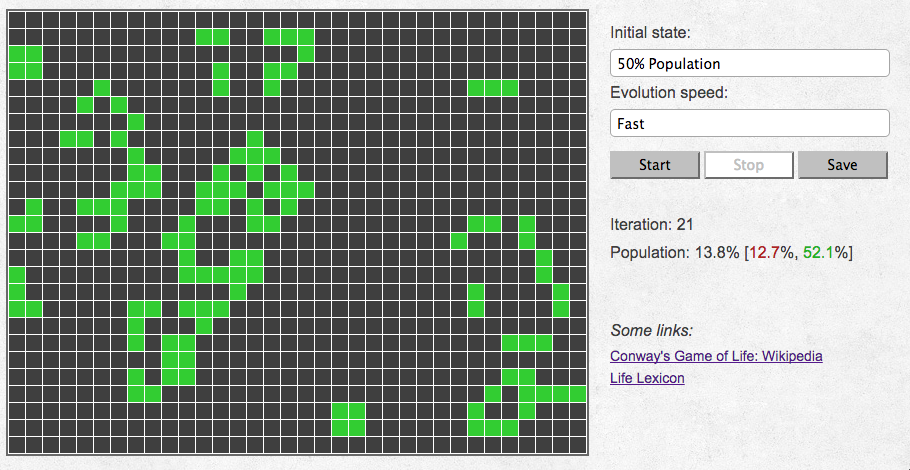 Initial state:
50% Population
Evolution speed:
Fast
Start Stop Save
Iteration: 21
Population: 13.8% [12.7%, 52.1%]
Some links:
Conway's Game of Life: Wikipedia
Life Lexicon